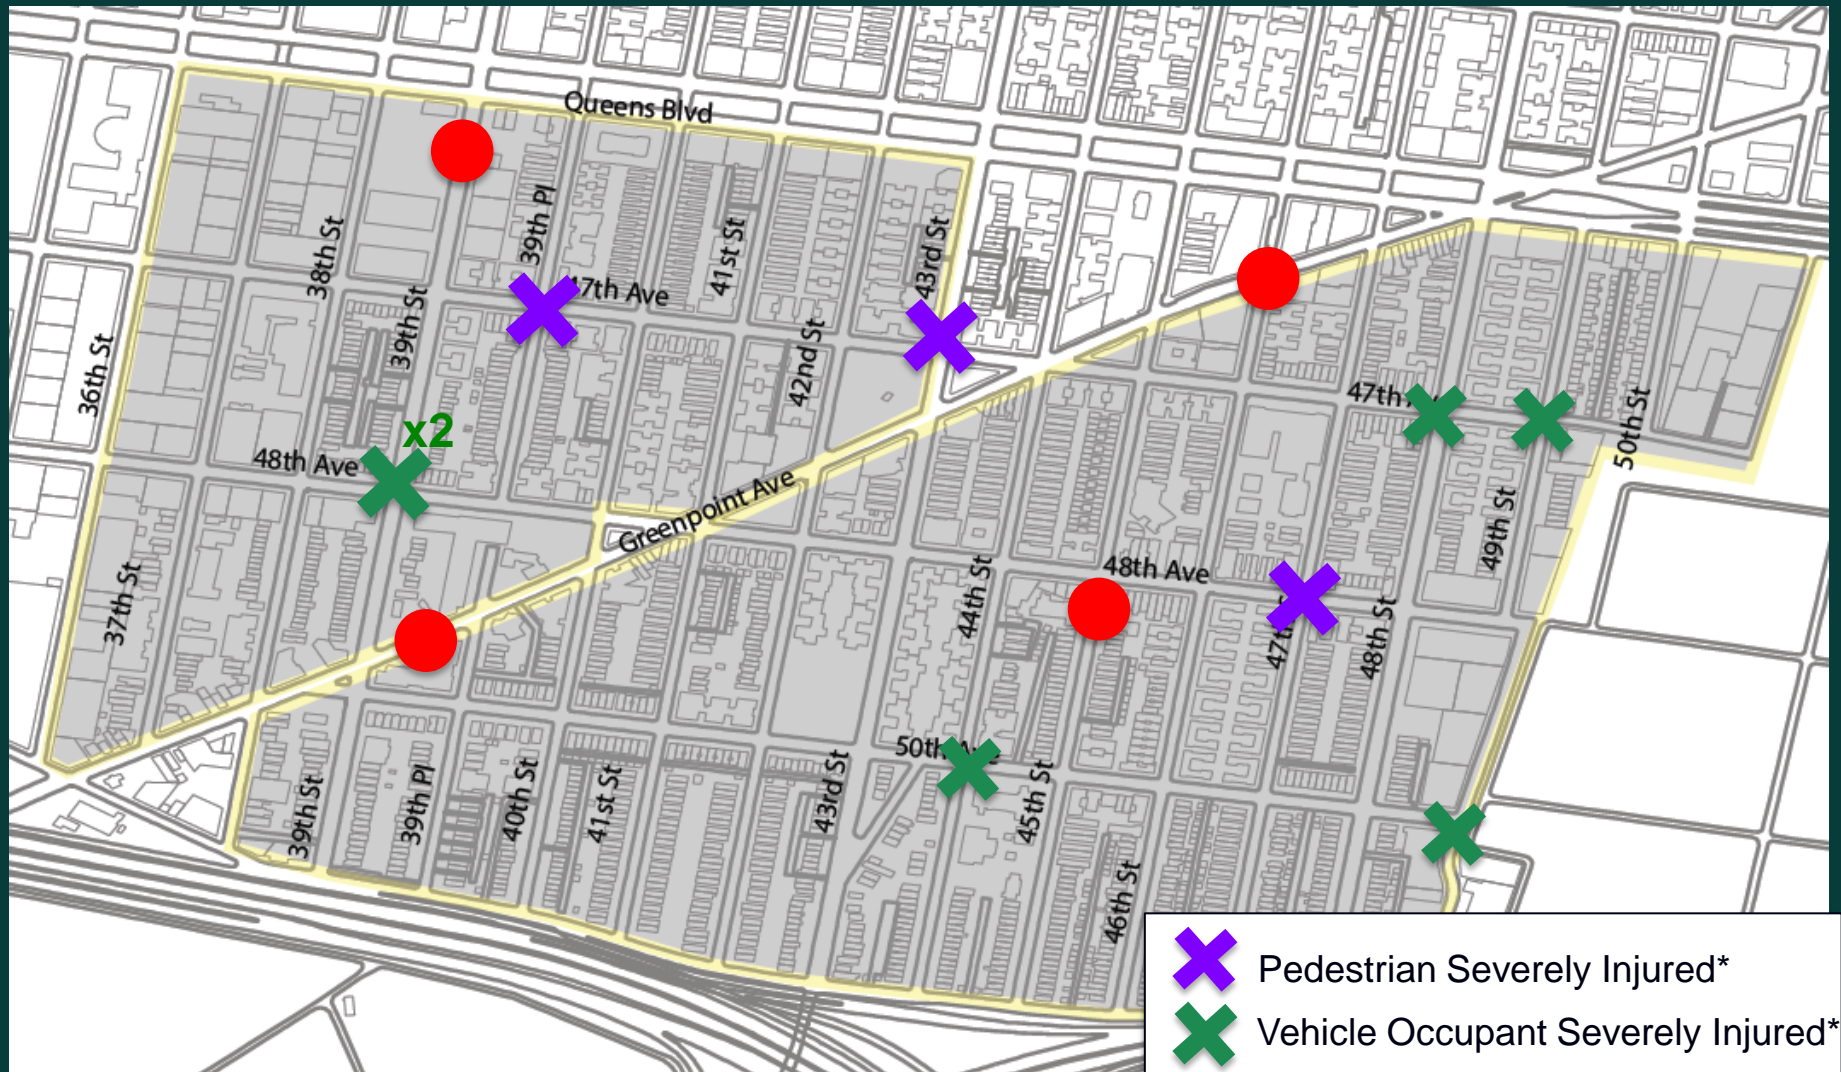 Queens Blvd
38th St
39th Pl
41st St
43rd St
47th Ave
36th St
39th St
42nd St
47th
50th St
x2
48th Ave
Greenpoint Ave
49th St
37th St
44th St
48th Ave
47th
48th St
50th
39th St
39th Pl
40th St
41st St
43rd St
45th St
46th St
Pedestrian Severely Injured*
Vehicle Occupant Severely Injured*